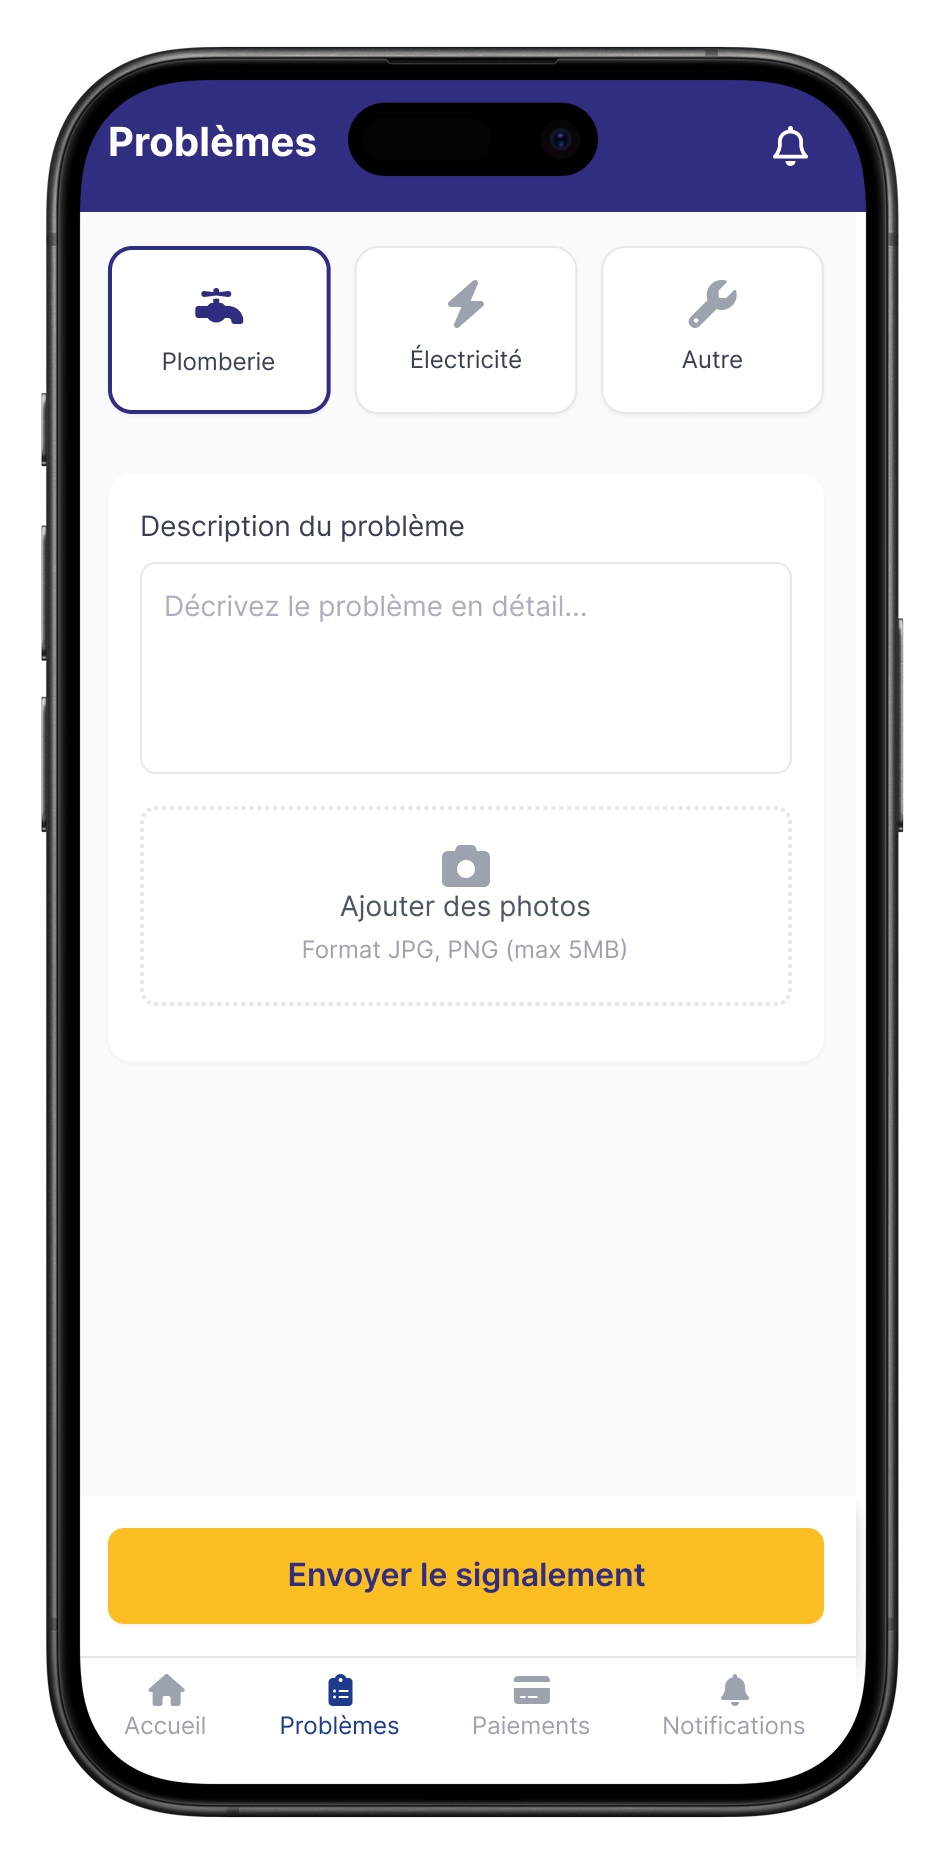 Problèmes
Plomberie
Électricité
Autre
Description du problème
Décrivez le problème en détail...
Ajouter des photos
Format JPG, PNG (max 5MB)
Envoyer le signalement
Accueil
Problèmes
Paiements
Notifications